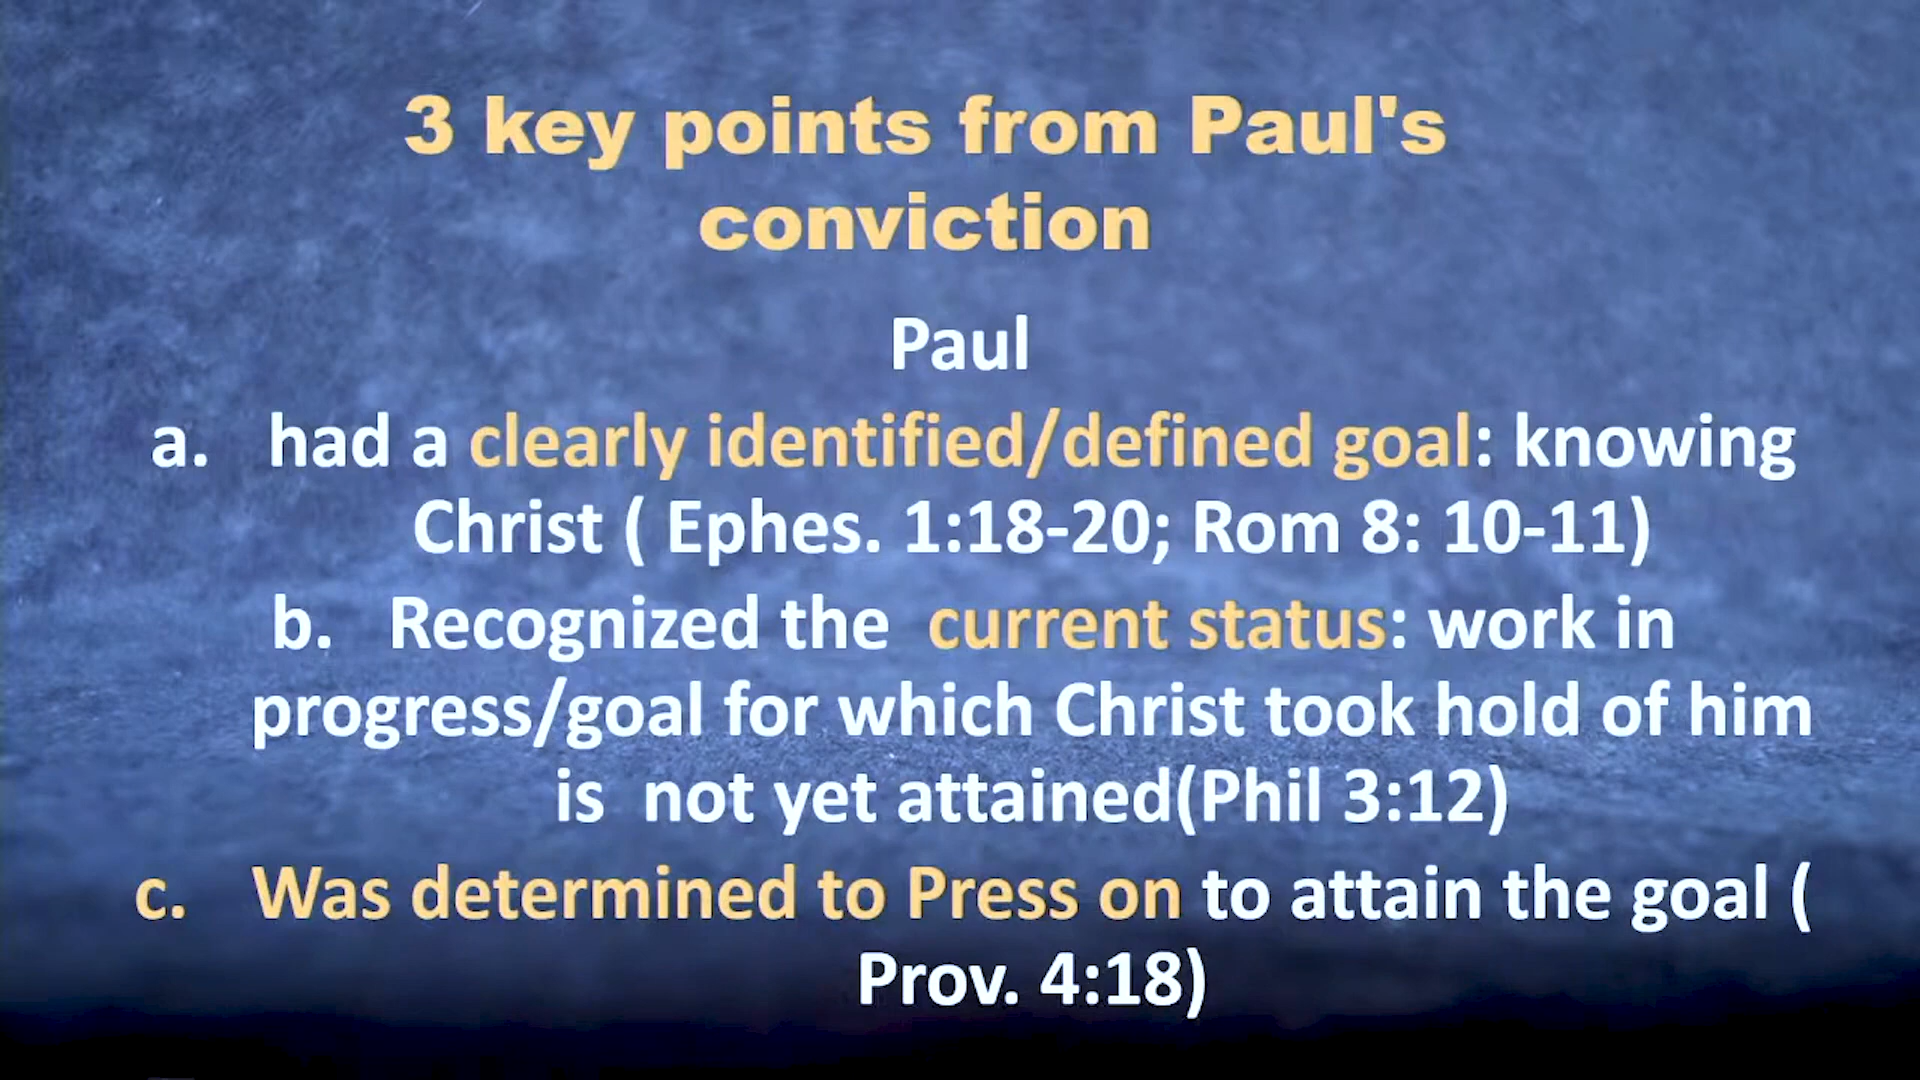 3 key points from Paul's
conviction
Paul
a. had a clearly identified/defined goal: knowing
Christ ( Ephes. 1:18-20; Rom 8: 10-11)
b. Recognized the  current status: work in
progress/goal for which Christ took hold of him
is  not yet attained(Phil 3:12)
c. Was determined to Press on to attain the goal (
Prov. 4:18)